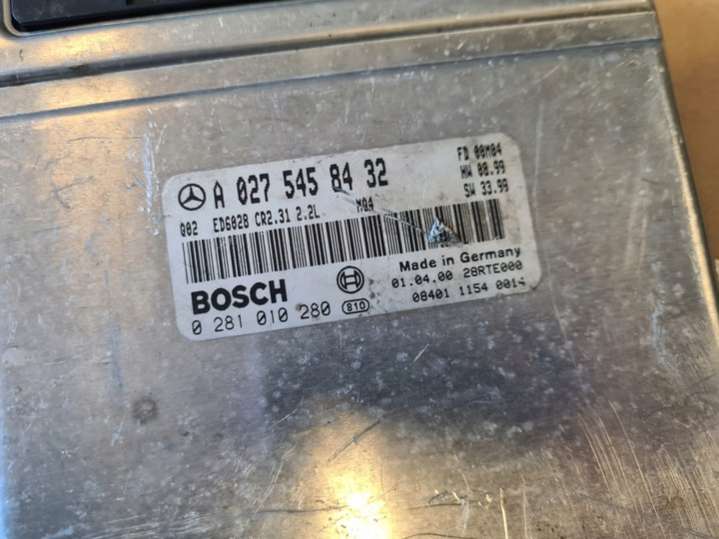 A 027 545 84 32
FD 00M04
HW 08.99
SW 33.99
Q02 ED6028 CR2.31 2.2L M04
BOSCH
Made in Germany
01.04.00 28RTE000
0 281 010 280 810
08401 1154 0014